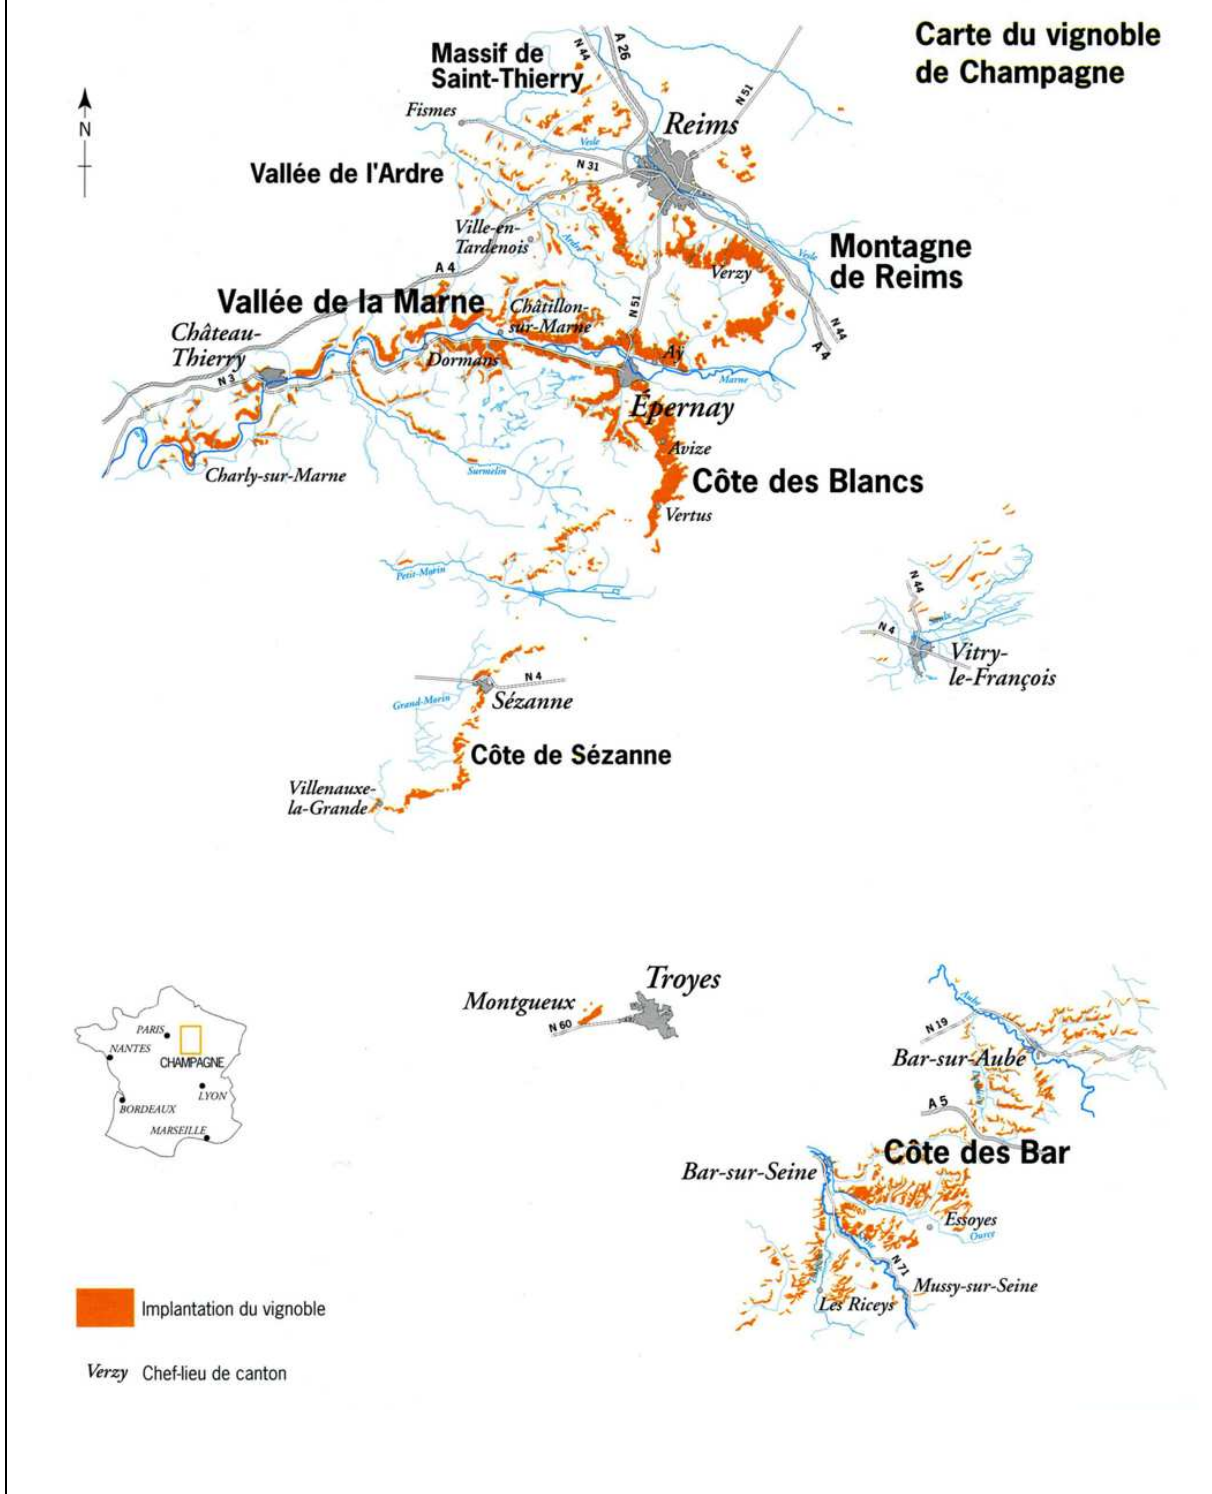 Carte du vignoble
de Champagne
Massif de
Saint-Thierry
N 44
A 26
N 51
Fismes
Reims
Vesle
N
N 31
Vallée de l'Ardre
Ville-en-
Tardenois
Ardre
A 4
Montagne
de Reims
Vesle
Verzy
Vallée de la Marne
Châtillon-
sur-Marne
N 51
N 44
A 4
Château-
Thierry
N 3
Dormans
Aÿ
Marne
Épernay
Avize
Charly-sur-Marne
Surmelin
Côte des Blancs
Vertus
Petit-Morin
N 44
Saulx
N 4
Vitry-
le-François
N 4
Grand-Morin
Sézanne
Côte de Sézanne
Villenauxe-
la-Grande
Troyes
Montgueux
N 60
Aube
N 19
Bar-sur-Aube
PARIS
NANTES
CHAMPAGNE
LYON
BORDEAUX
MARSEILLE
A 5
Côte des Bar
Bar-sur-Seine
Essoyes
Ource
N 71
Mussy-sur-Seine
Les Riceys
Implantation du vignoble
Verzy Chef-lieu de canton